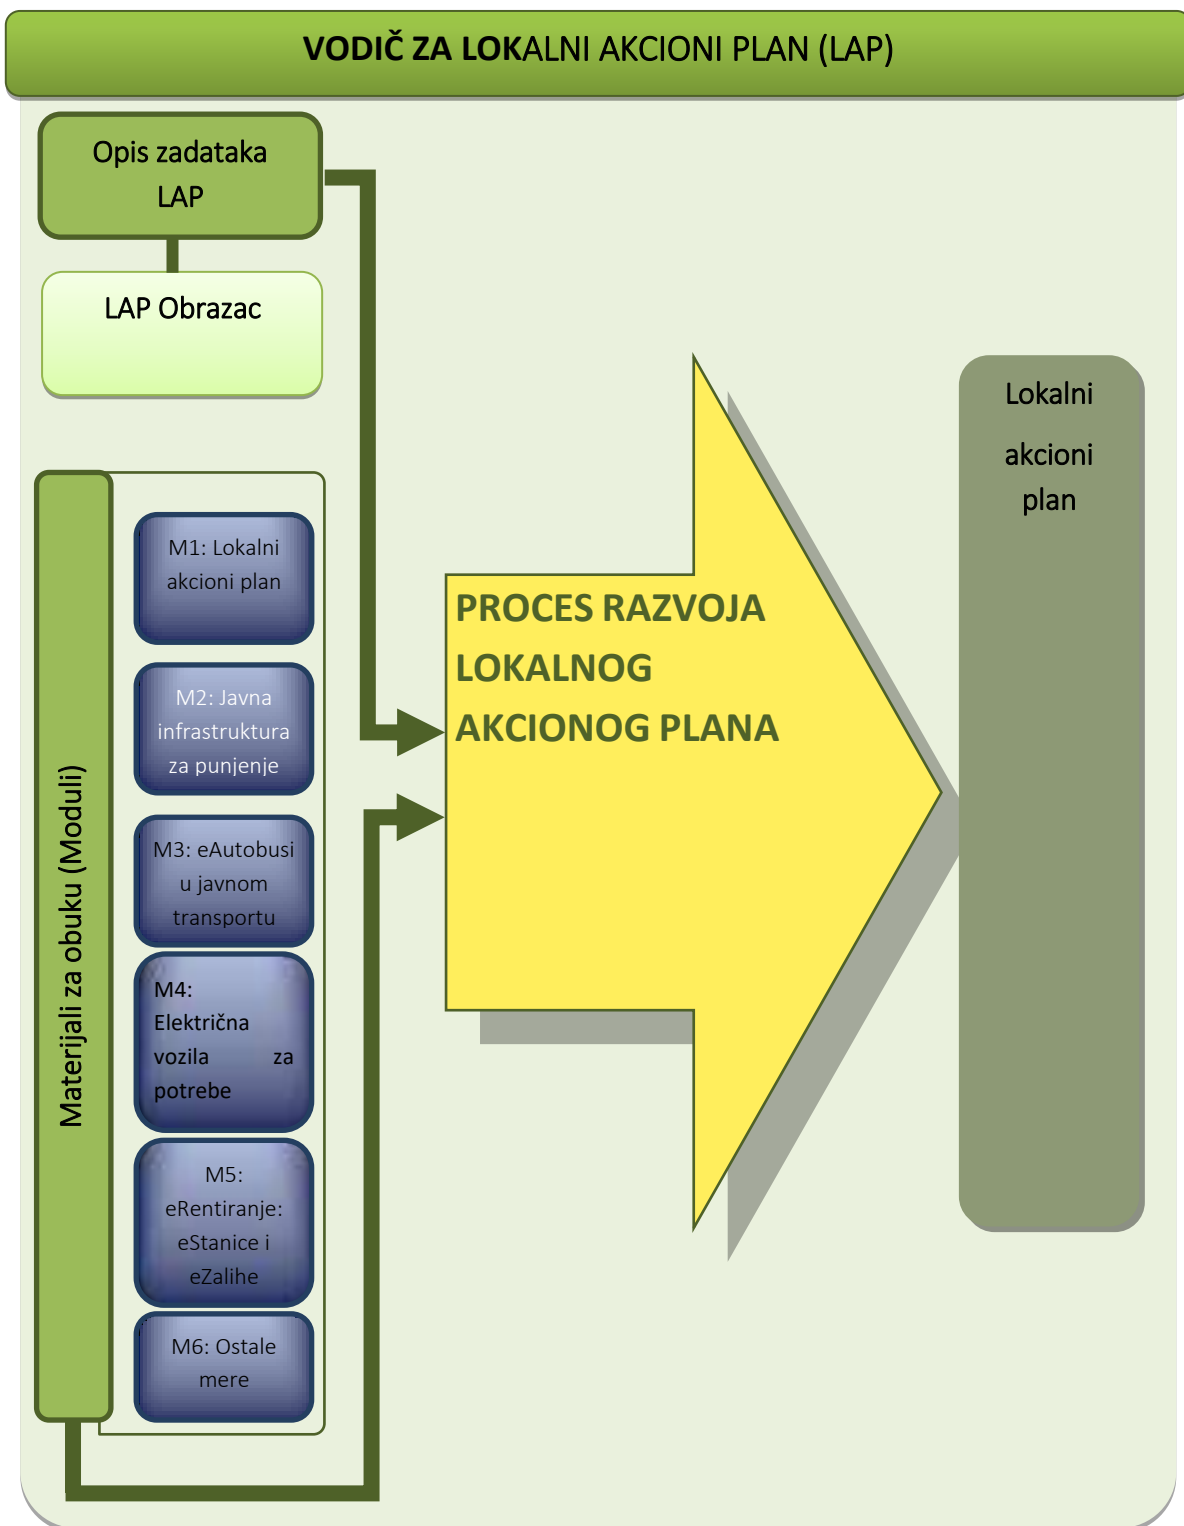 VODIČ ZA LOKALNI AKCIONI PLAN (LAP)
Opis zadataka
LAP
LAP Obrazac
Materijali za obuku (Moduli)
M1: Lokalni
akcioni plan
M2: Javna
infrastruktura
za punjenje
M3: eAutobusi
u javnom
transportu
M4:
Električna
vozila za
potrebe
M5:
eRentiranje:
eStanice i
eZalihe
M6: Ostale
mere
PROCES RAZVOJA
LOKALNOG
AKCIONOG PLANA
Lokalni
akcioni
plan